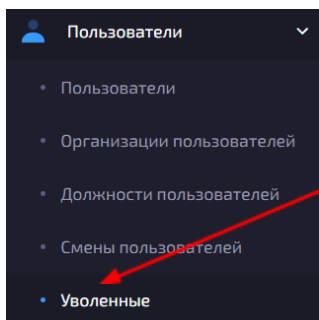 Пользователи
Пользователи
Организации пользователей
Должности пользователей
Смены пользователей
Уволенные